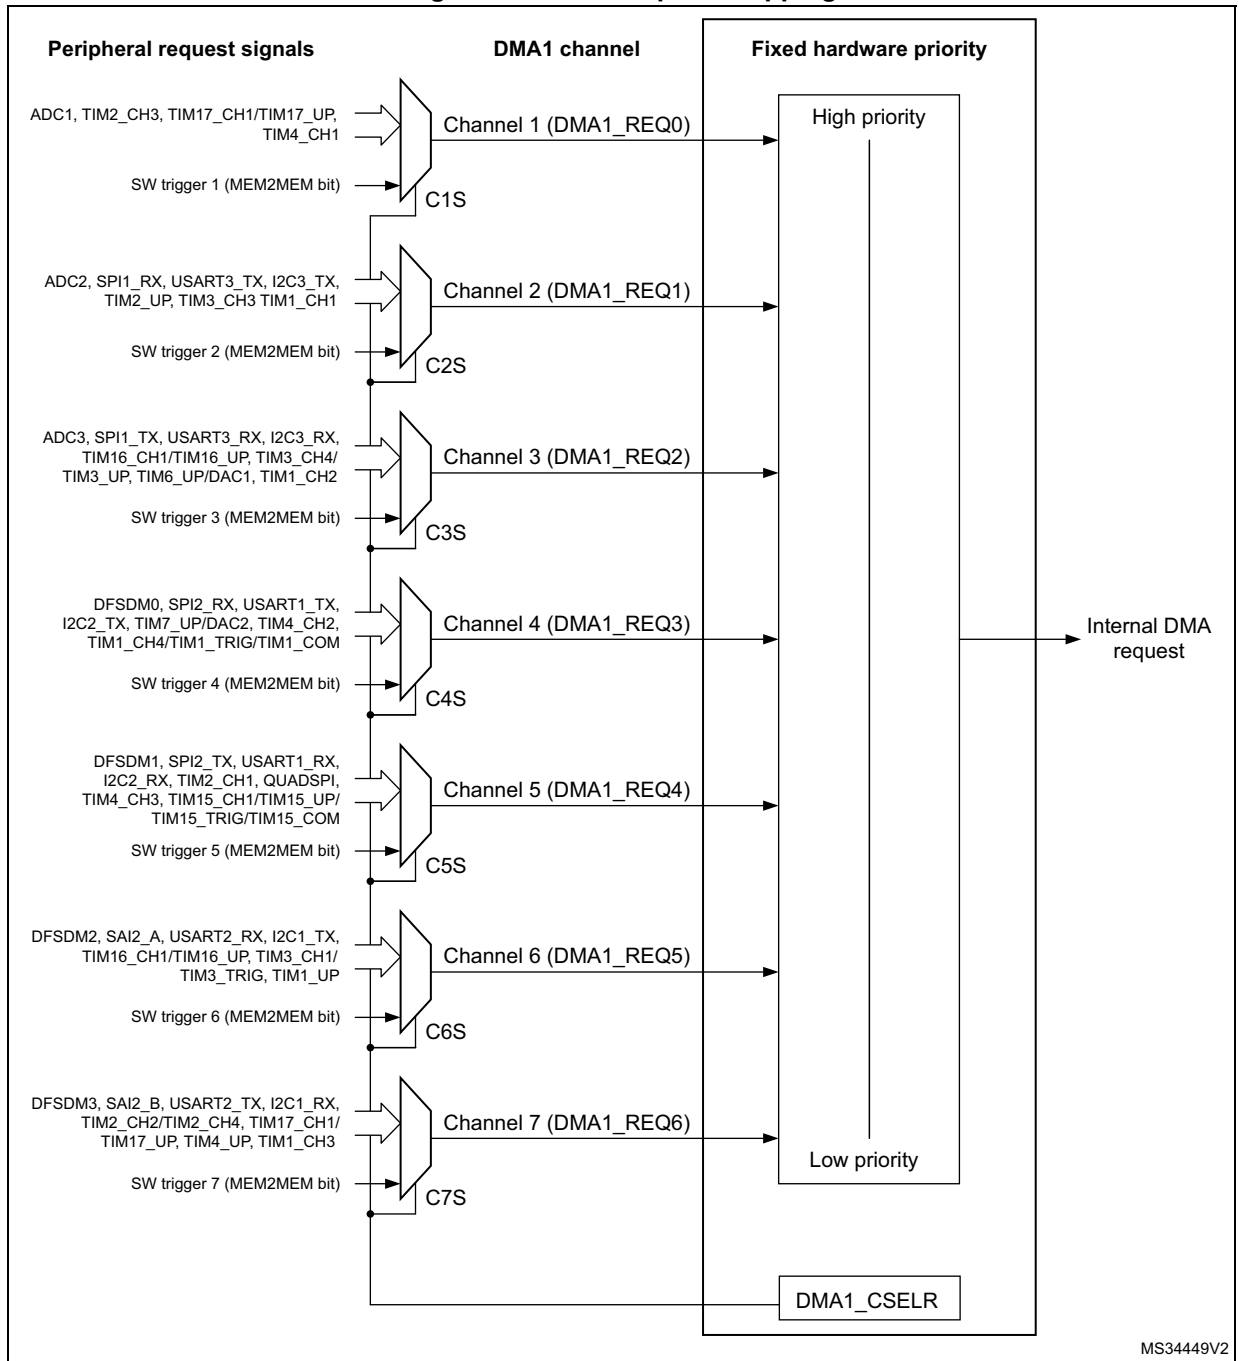 Peripheral request signals
DMA1 channel
Fixed hardware priority
ADC1, TIM2_CH3, TIM17_CH1/TIM17_UP,
TIM4_CH1
SW trigger 1 (MEM2MEM bit)
C1S
Channel 1 (DMA1_REQ0)
High priority
ADC2, SPI1_RX, USART3_TX, I2C3_TX,
TIM2_UP, TIM3_CH3 TIM1_CH1
SW trigger 2 (MEM2MEM bit)
C2S
Channel 2 (DMA1_REQ1)
ADC3, SPI1_TX, USART3_RX, I2C3_RX,
TIM16_CH1/TIM16_UP, TIM3_CH4/
TIM3_UP, TIM6_UP/DAC1, TIM1_CH2
SW trigger 3 (MEM2MEM bit)
C3S
Channel 3 (DMA1_REQ2)
DFSDM0, SPI2_RX, USART1_TX,
I2C2_TX, TIM7_UP/DAC2, TIM4_CH2,
TIM1_CH4/TIM1_TRIG/TIM1_COM
SW trigger 4 (MEM2MEM bit)
C4S
Channel 4 (DMA1_REQ3)
Internal DMA
request
DFSDM1, SPI2_TX, USART1_RX,
I2C2_RX, TIM2_CH1, QUADSPI,
TIM4_CH3, TIM15_CH1/TIM15_UP/
TIM15_TRIG/TIM15_COM
SW trigger 5 (MEM2MEM bit)
C5S
Channel 5 (DMA1_REQ4)
DFSDM2, SAI2_A, USART2_RX, I2C1_TX,
TIM16_CH1/TIM16_UP, TIM3_CH1/
TIM3_TRIG, TIM1_UP
SW trigger 6 (MEM2MEM bit)
C6S
Channel 6 (DMA1_REQ5)
DFSDM3, SAI2_B, USART2_TX, I2C1_RX,
TIM2_CH2/TIM2_CH4, TIM17_CH1/
TIM17_UP, TIM4_UP, TIM1_CH3
SW trigger 7 (MEM2MEM bit)
C7S
Channel 7 (DMA1_REQ6)
Low priority
DMA1_CSELR
MS34449V2